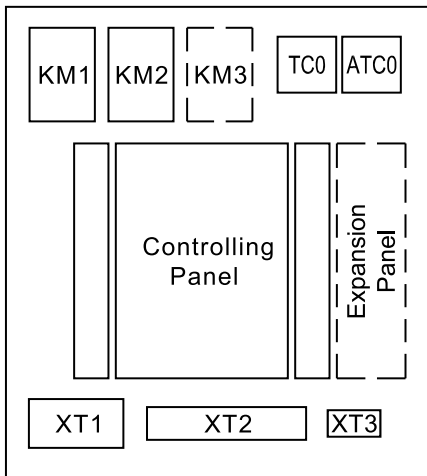 KM1 KM2 KM3 TC0 ATC0
Controlling
Panel
Expansion
Panel
XT1 XT2 XT3